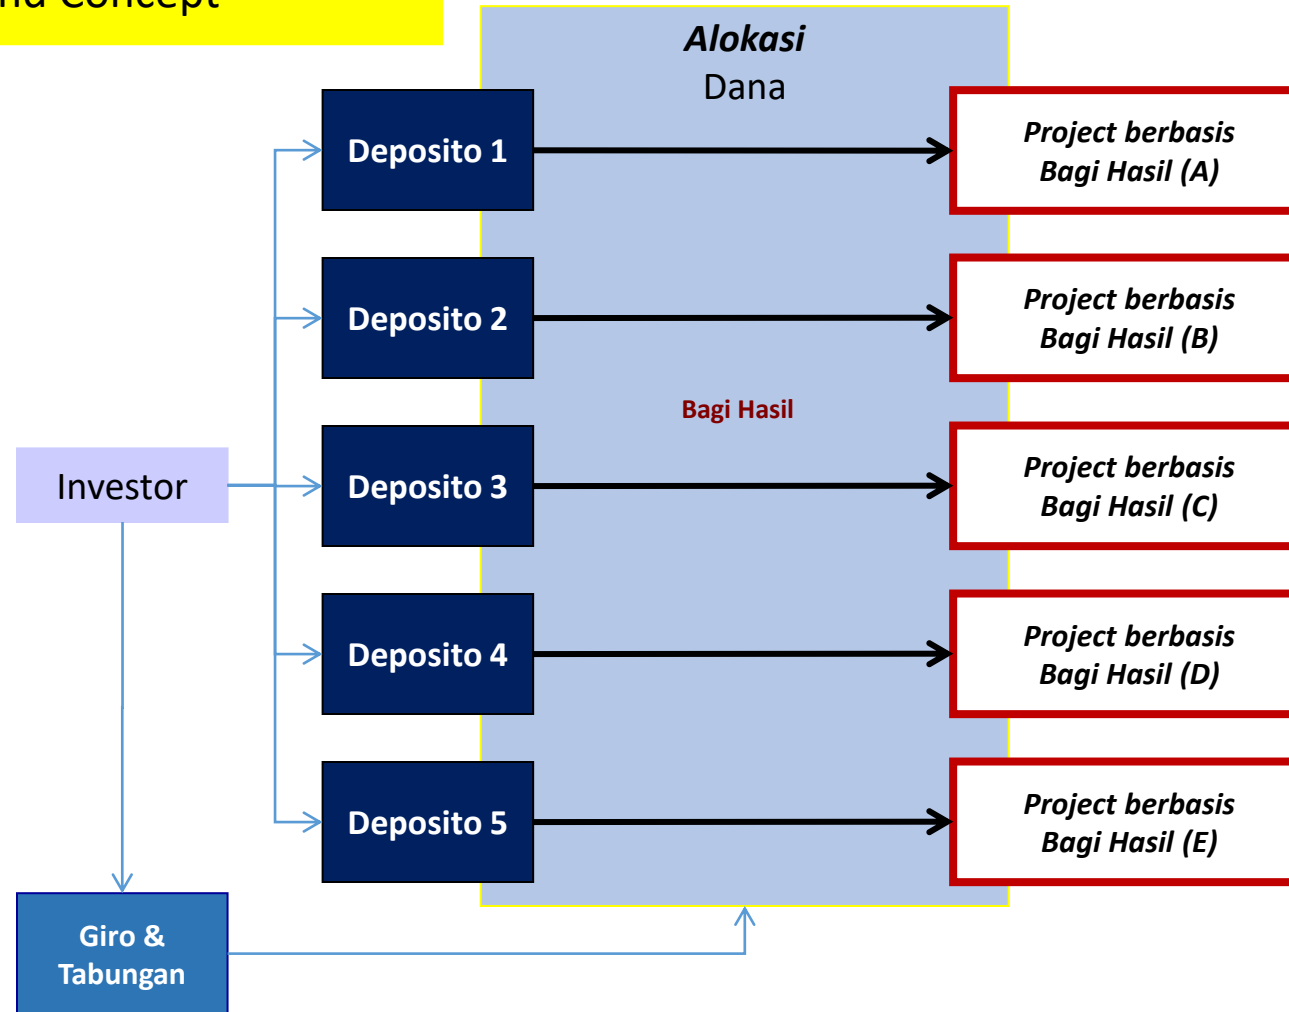 Concept
Alokasi
Dana
Deposito 1
Project berbasis
Bagi Hasil (A)
Deposito 2
Project berbasis
Bagi Hasil (B)
Bagi Hasil
Investor
Deposito 3
Project berbasis
Bagi Hasil (C)
Deposito 4
Project berbasis
Bagi Hasil (D)
Deposito 5
Project berbasis
Bagi Hasil (E)
Giro &
Tabungan